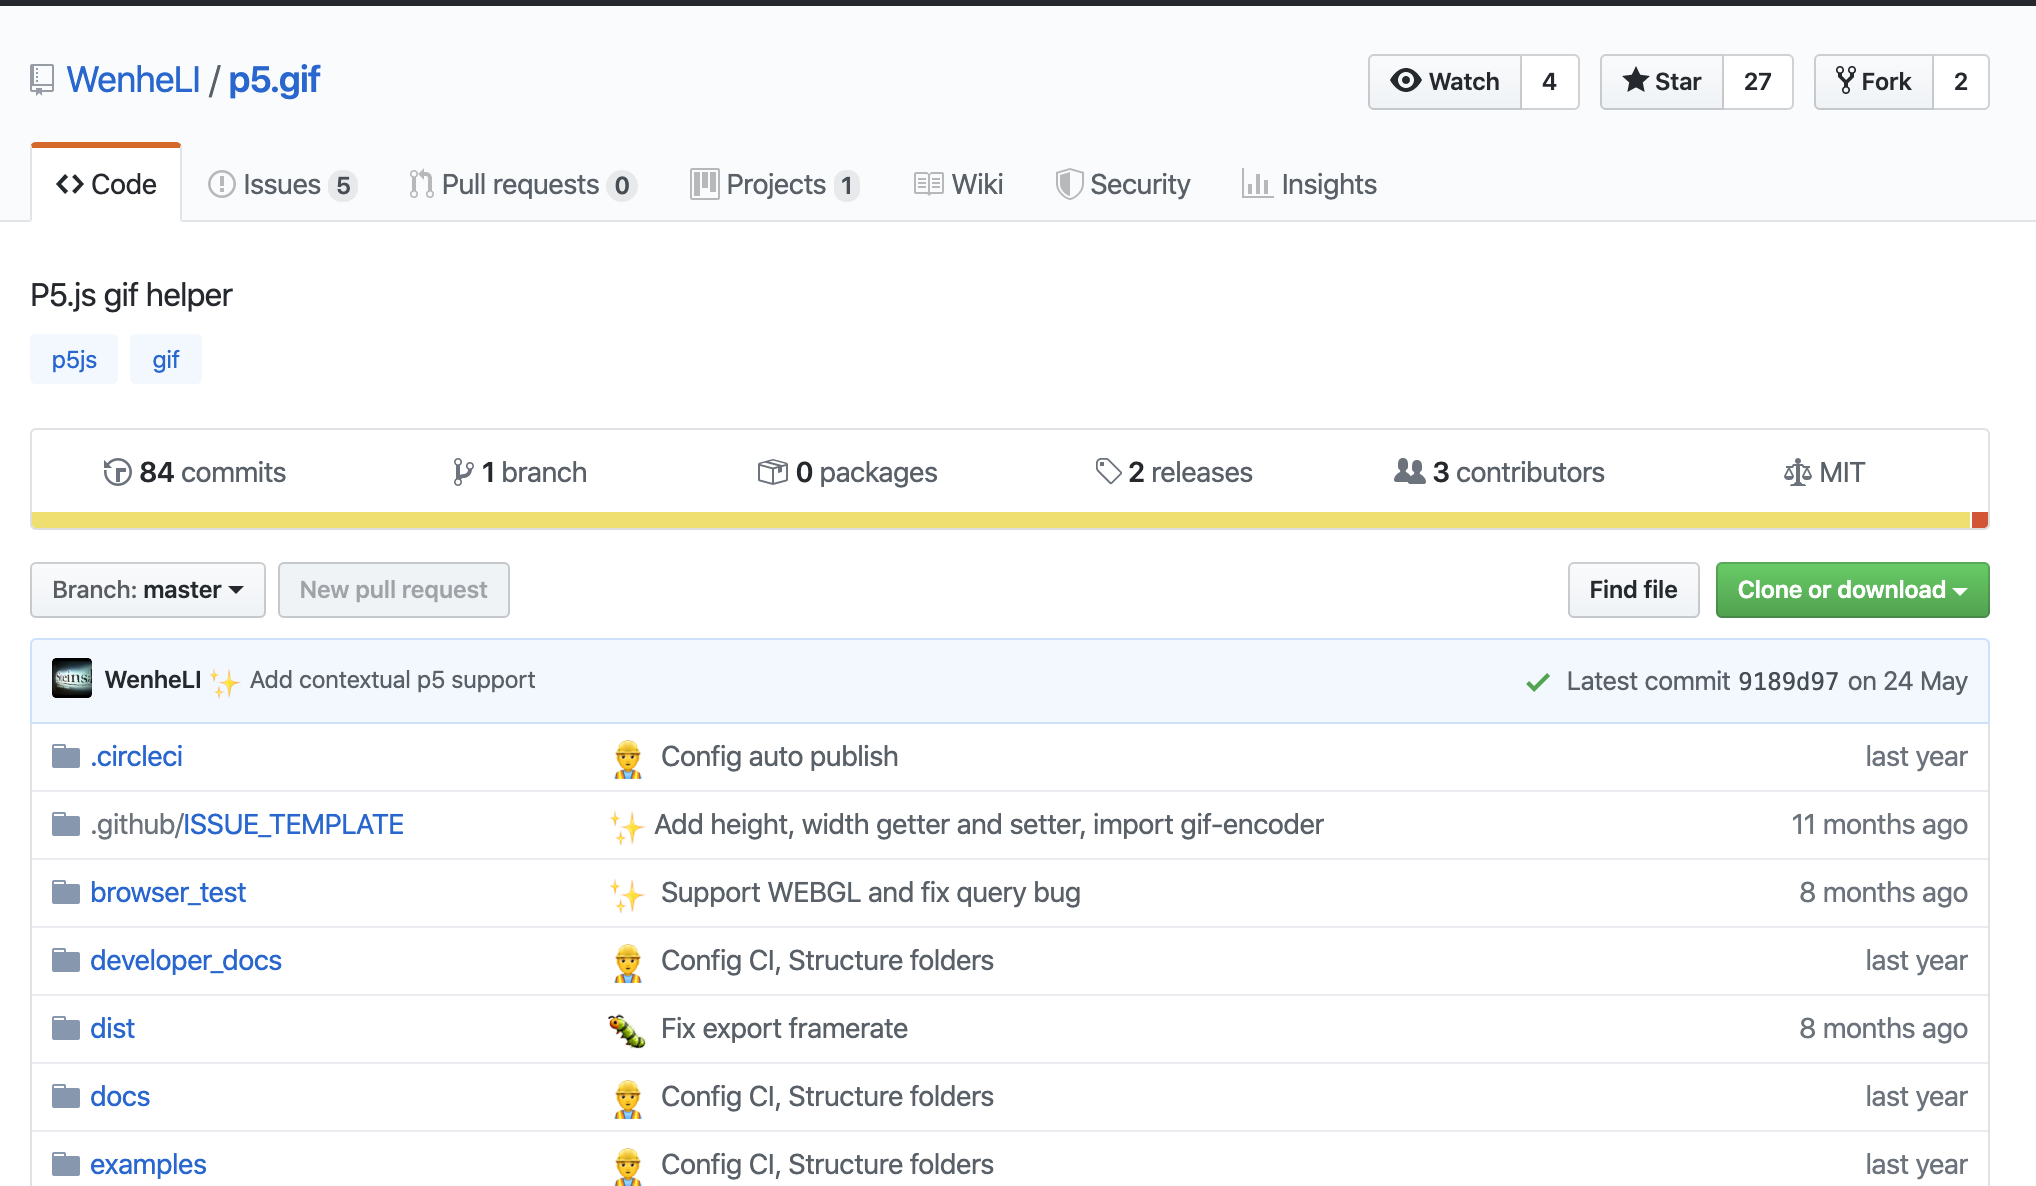 WenheLI / p5.gif
Watch 4 Star 27 Fork 2
Code Issues 5 Pull requests 0 Projects 1 Wiki Security Insights
P5.js gif helper
p5js gif
84 commits 1 branch 0 packages 2 releases 3 contributors MIT
Branch: master New pull request Find file Clone or download
WenheLI ✨ Add contextual p5 support Latest commit 9189d97 on 24 May
.circleci 👷 Config auto publish last year
.github/ISSUE_TEMPLATE ✨ Add height, width getter and setter, import gif-encoder 11 months ago
browser_test ✨ Support WEBGL and fix query bug 8 months ago
developer_docs 👷 Config CI, Structure folders last year
dist 🐛 Fix export framerate 8 months ago
docs 👷 Config CI, Structure folders last year
examples 👷 Config CI, Structure folders last year